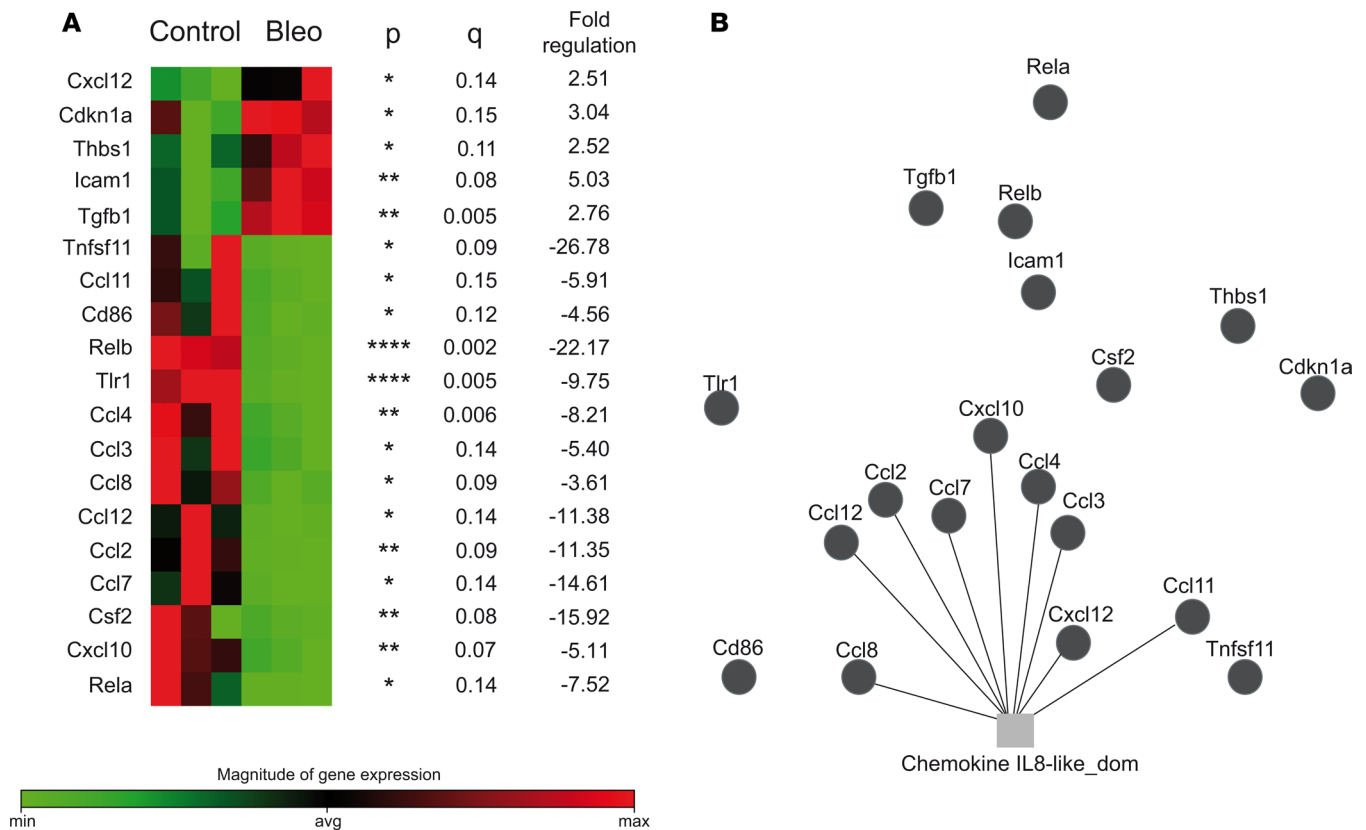 A
Control Bleo p q Fold regulation
Cxcl12 * 0.14 2.51
Cdkn1a * 0.15 3.04
Thbs1 * 0.11 2.52
Icam1 ** 0.08 5.03
Tgfb1 ** 0.005 2.76
Tnfsf11 * 0.09 -26.78
Ccl11 * 0.15 -5.91
Cd86 * 0.12 -4.56
Relb **** 0.002 -22.17
Tlr1 **** 0.005 -9.75
Ccl4 ** 0.006 -8.21
Ccl3 * 0.14 -5.40
Ccl8 * 0.09 -3.61
Ccl12 * 0.14 -11.38
Ccl2 ** 0.09 -11.35
Ccl7 * 0.14 -14.61
Csf2 ** 0.08 -15.92
Cxcl10 ** 0.07 -5.11
Rela * 0.14 -7.52
Magnitude of gene expression
min avg max
B
Rela
Tgfb1
Relb
Icam1
Thbs1
Csf2
Cdkn1a
Tlr1
Cxcl10
Ccl2
Ccl4
Ccl7
Ccl3
Ccl12
Ccl11
Cxcl12
Cd86
Ccl8
Tnfsf11
Chemokine IL8-like_dom